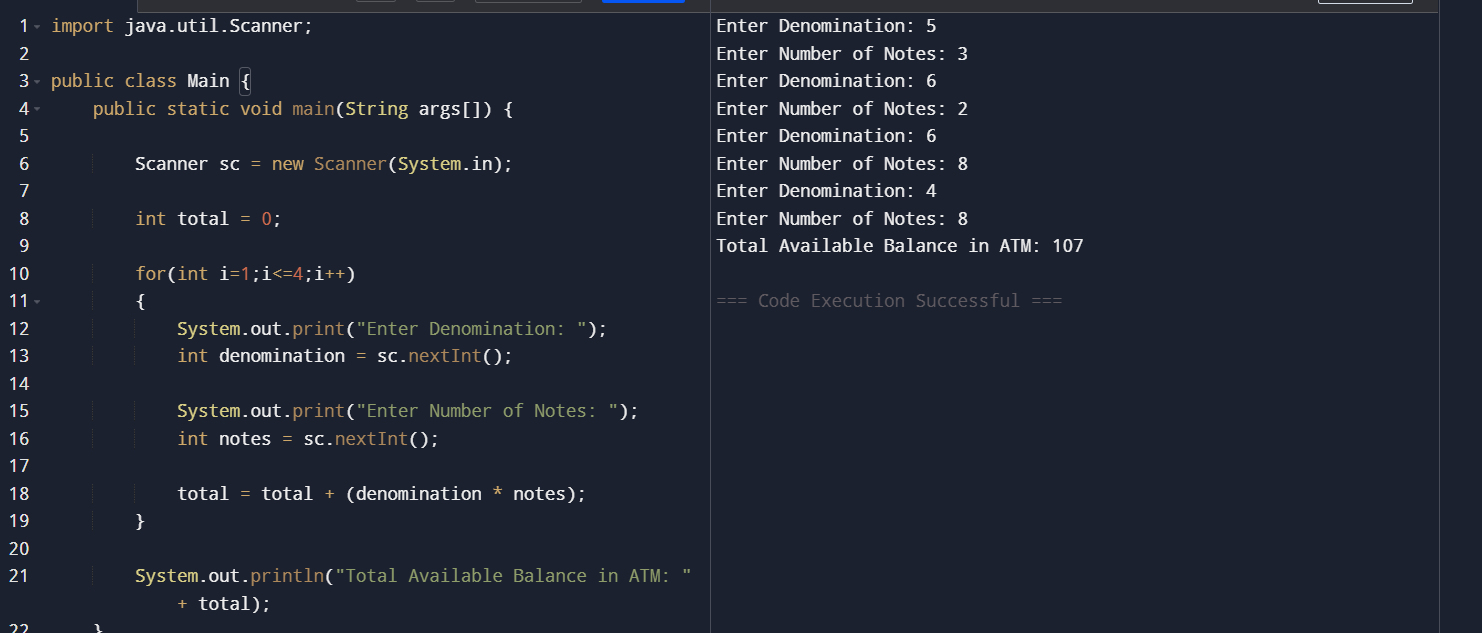 1 import java.util.Scanner;
2
3 public class Main {
4 public static void main(String args[]) {
5
6 Scanner sc = new Scanner(System.in);
7
8 int total = 0;
9
10 for(int i=1;i<=4;i++)
11 {
12 System.out.print("Enter Denomination: ");
13 int denomination = sc.nextInt();
14
15 System.out.print("Enter Number of Notes: ");
16 int notes = sc.nextInt();
17
18 total = total + (denomination * notes);
19 }
20
21 System.out.println("Total Available Balance in ATM: "
+ total);
22 }
Enter Denomination: 5
Enter Number of Notes: 3
Enter Denomination: 6
Enter Number of Notes: 2
Enter Denomination: 6
Enter Number of Notes: 8
Enter Denomination: 4
Enter Number of Notes: 8
Total Available Balance in ATM: 107
=== Code Execution Successful ===